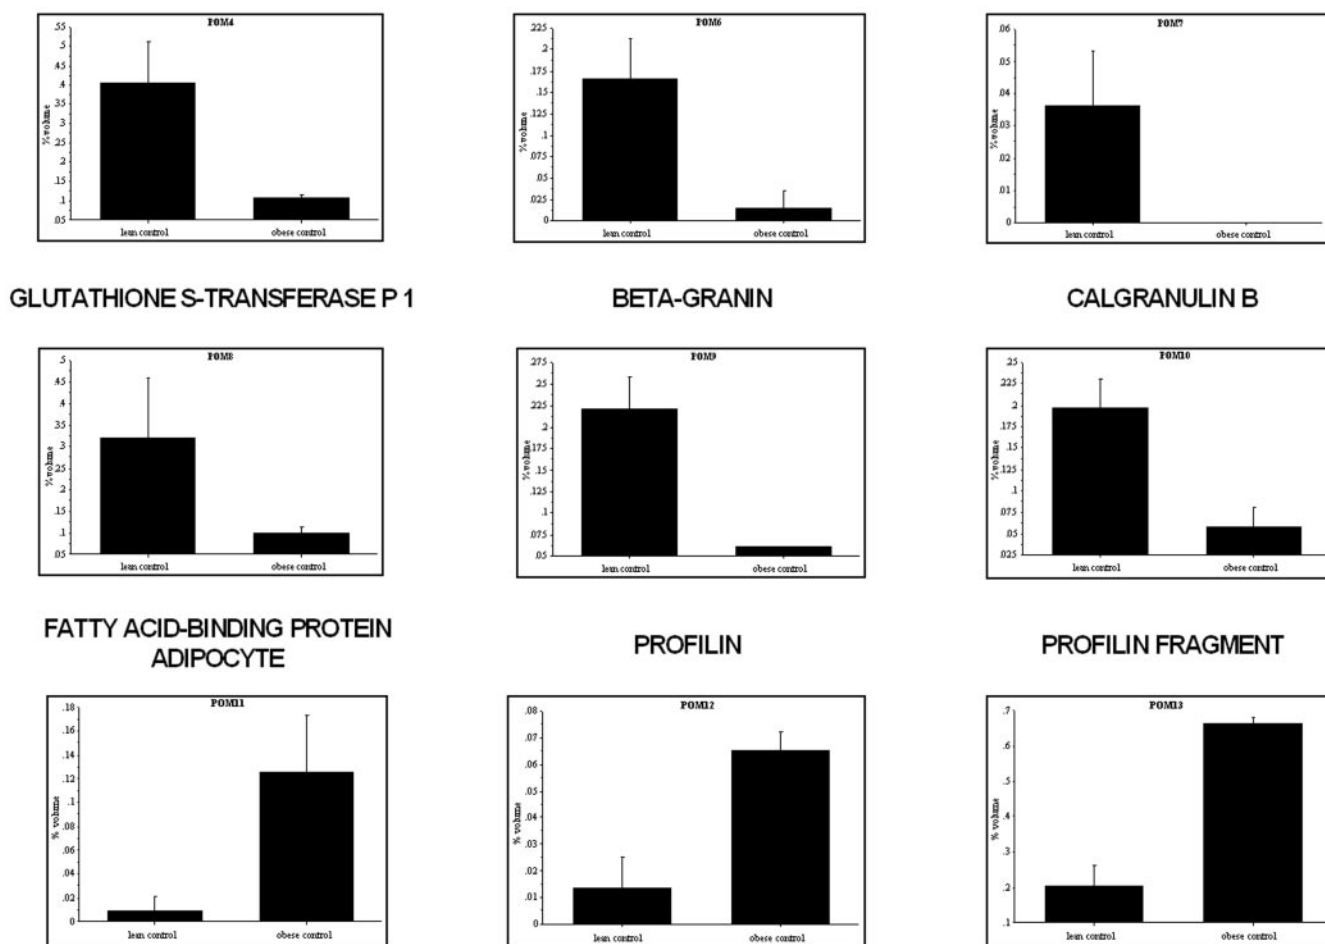 POM4
.55
.5
.45
.4
.35
.3
.25
.2
.15
.1
.05
% volume
lean control
obese control
POM6
.225
.2
.175
.15
.125
.1
.075
.05
.025
0
% volume
lean control
obese control
POM7
.06
.05
.04
.03
.02
.01
0
% volume
lean control
obese control
GLUTATHIONE S-TRANSFERASE P 1
BETA-GRANIN
CALGRANULIN B
POM8
.5
.45
.4
.35
.3
.25
.2
.15
.1
.05
% volume
lean control
obese control
POM9
.275
.25
.225
.2
.175
.15
.125
.1
.075
.05
% volume
lean control
obese control
POM10
.25
.225
.2
.175
.15
.125
.1
.075
.05
.025
% volume
lean control
obese control
FATTY ACID-BINDING PROTEIN
ADIPOCYTE
PROFILIN
PROFILIN FRAGMENT
POM11
.18
.16
.14
.12
.1
.08
.06
.04
.02
0
% volume
lean control
obese control
POM12
.08
.07
.06
.05
.04
.03
.02
.01
0
% volume
lean control
obese control
POM13
.7
.6
.5
.4
.3
.2
.1
% volume
lean control
obese control